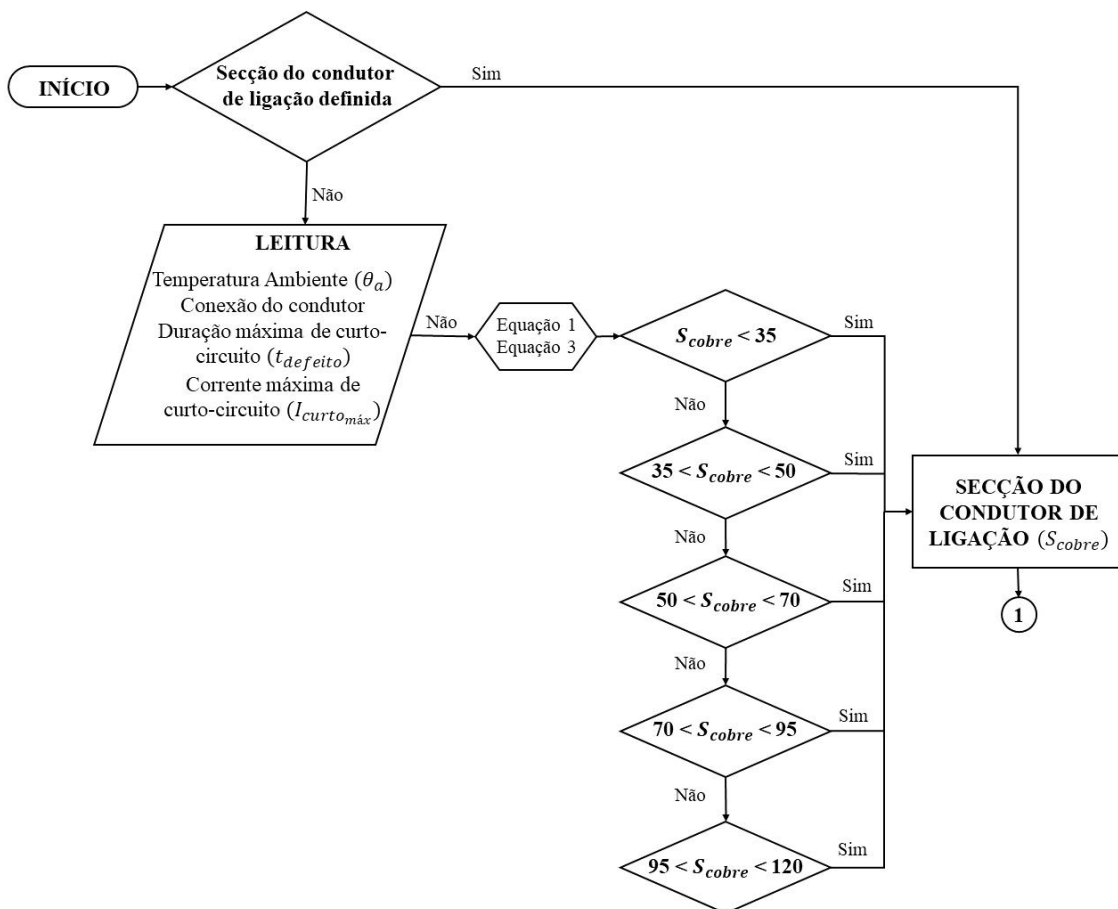 INÍCIO
Secção do condutor
de ligação definida
Sim
Não
LEITURA
Temperatura Ambiente (θ_a)
Conexão do condutor
Duração máxima de curto-
circuito (t_defeito)
Corrente máxima de
curto-circuito (I_curto_máx)
Não
Equação 1
Equação 3
S_cobre < 35
Sim
Não
35 < S_cobre < 50
Sim
Não
50 < S_cobre < 70
Sim
Não
70 < S_cobre < 95
Sim
Não
95 < S_cobre < 120
Sim
SECÇÃO DO
CONDUTOR DE
LIGAÇÃO (S_cobre)
1